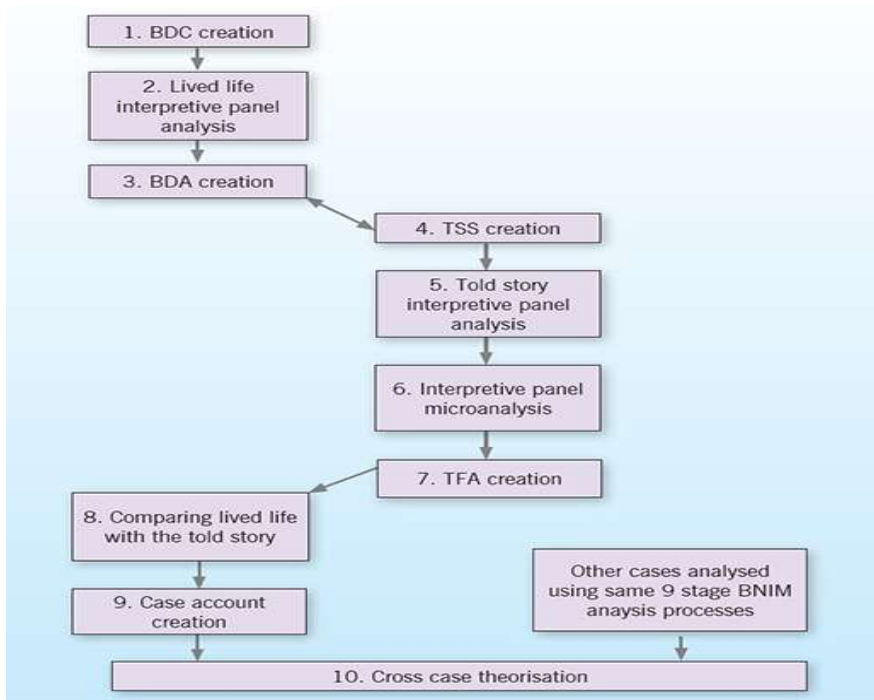 1. BDC creation
2. Lived life
interpretive panel
analysis
3. BDA creation
4. TSS creation
5. Told story
interpretive panel
analysis
6. Interpretive panel
microanalysis
7. TFA creation
8. Comparing lived life
with the told story
9. Case account
creation
Other cases analysed
using same 9 stage BNIM
anaysis processes
10. Cross case theorisation